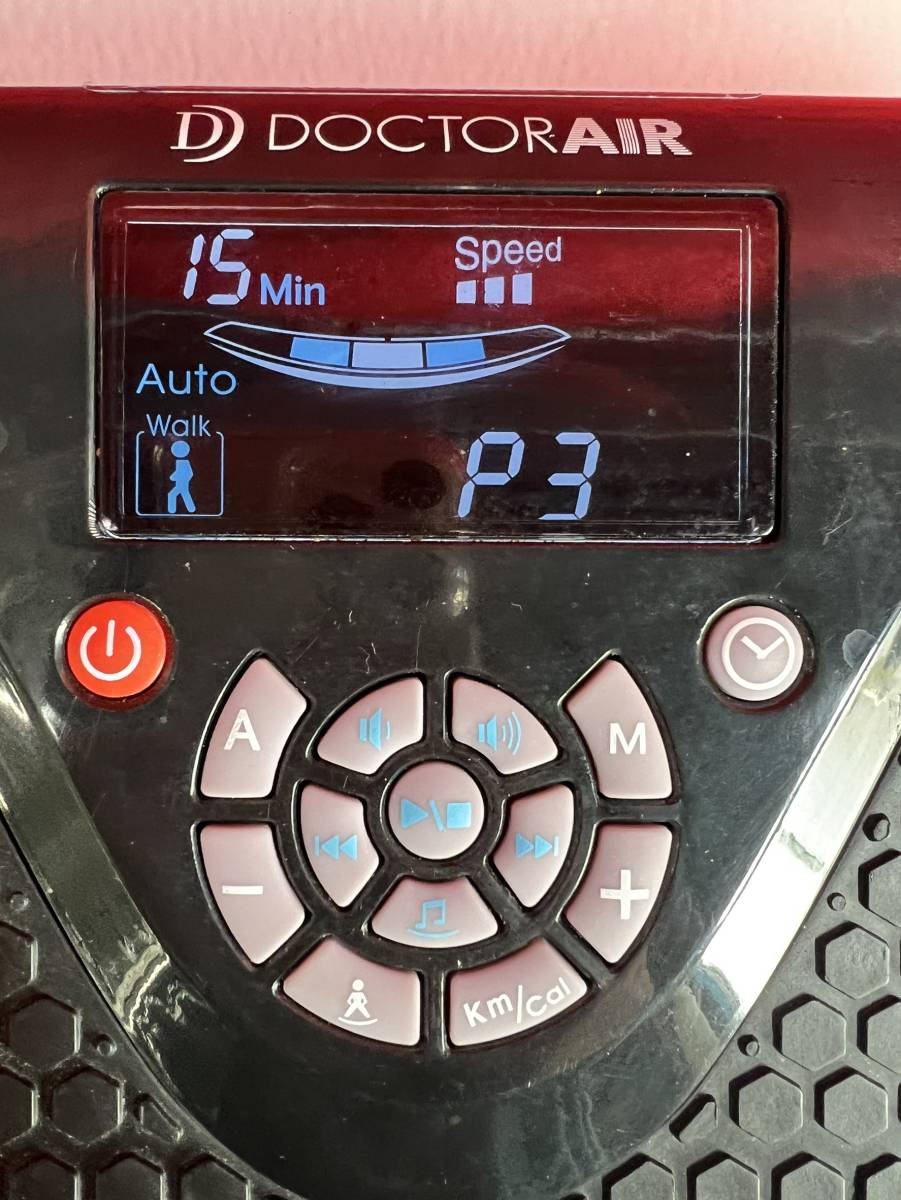 DOCTORAIR
15 Min Speed
Auto
Walk
P3
A M
- +
Km/Cal